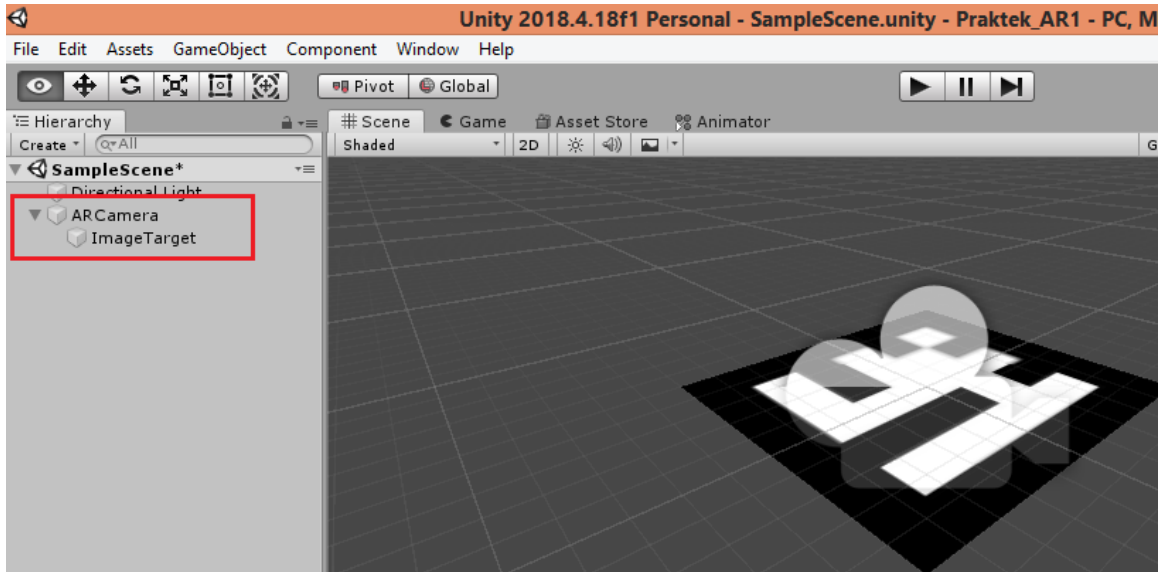 Unity 2018.4.18f1 Personal - SampleScene.unity - Praktek_AR1 - PC, M
File Edit Assets GameObject Component Window Help
Pivot Global
Hierarchy Scene Game Asset Store Animator
Create All Shaded 2D G
SampleScene*
Directional Light
ARCamera
ImageTarget